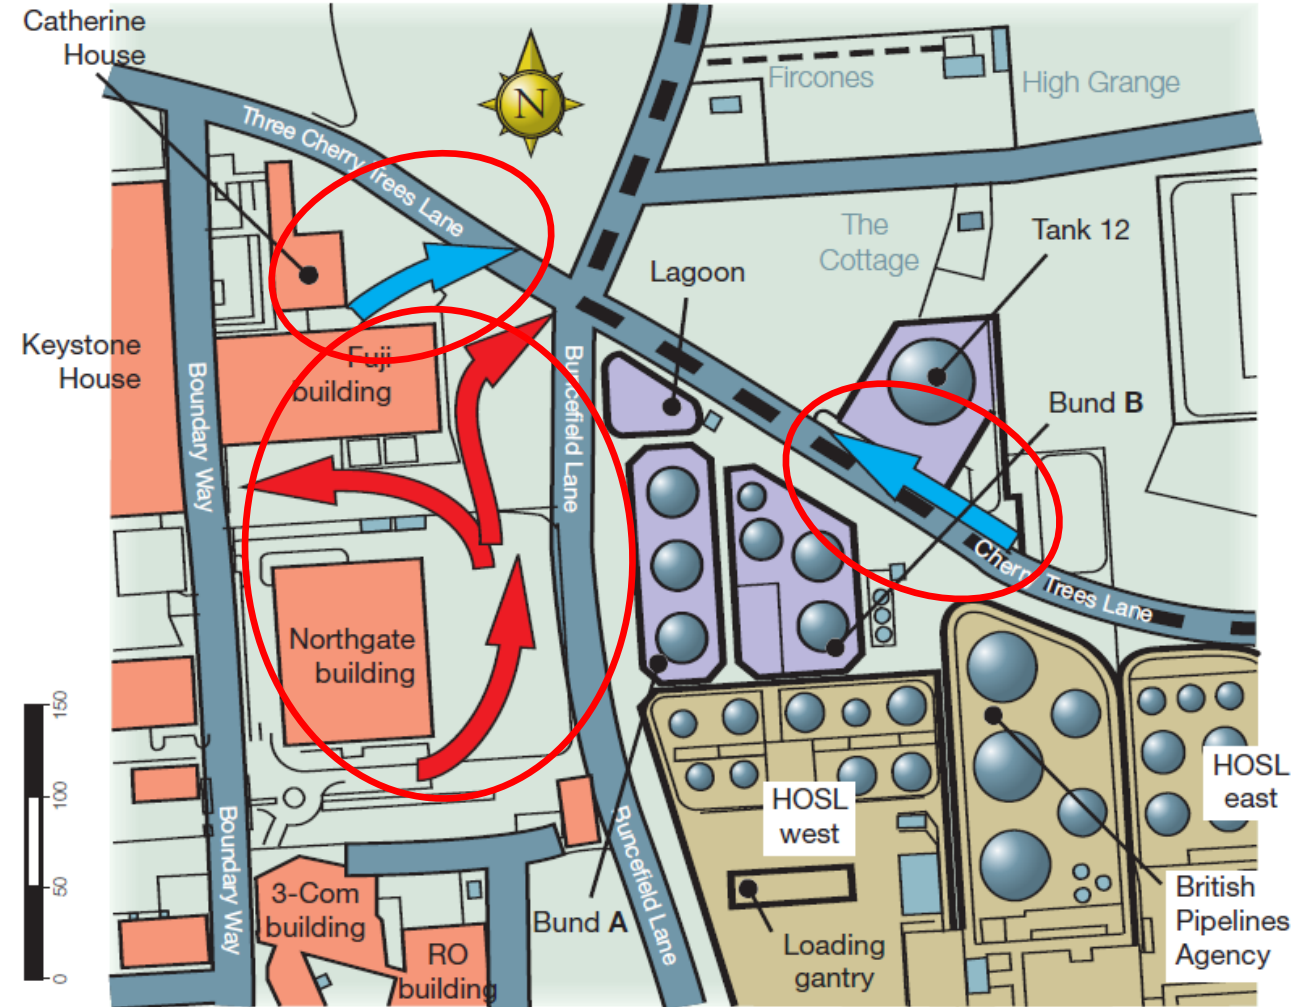 Catherine
House
Three Cherry Trees Lane
N
Fircones
High Grange
The
Cottage
Tank 12
Lagoon
Keystone
House
Fuji
building
Boundary Way
Buncefield Lane
Bund B
Cherry Trees Lane
Northgate
building
150
100
50
0
HOSL
west
HOSL
east
Boundary Way
Buncefield Lane
3-Com
building
Bund A
RO
building
Loading
gantry
British
Pipelines
Agency